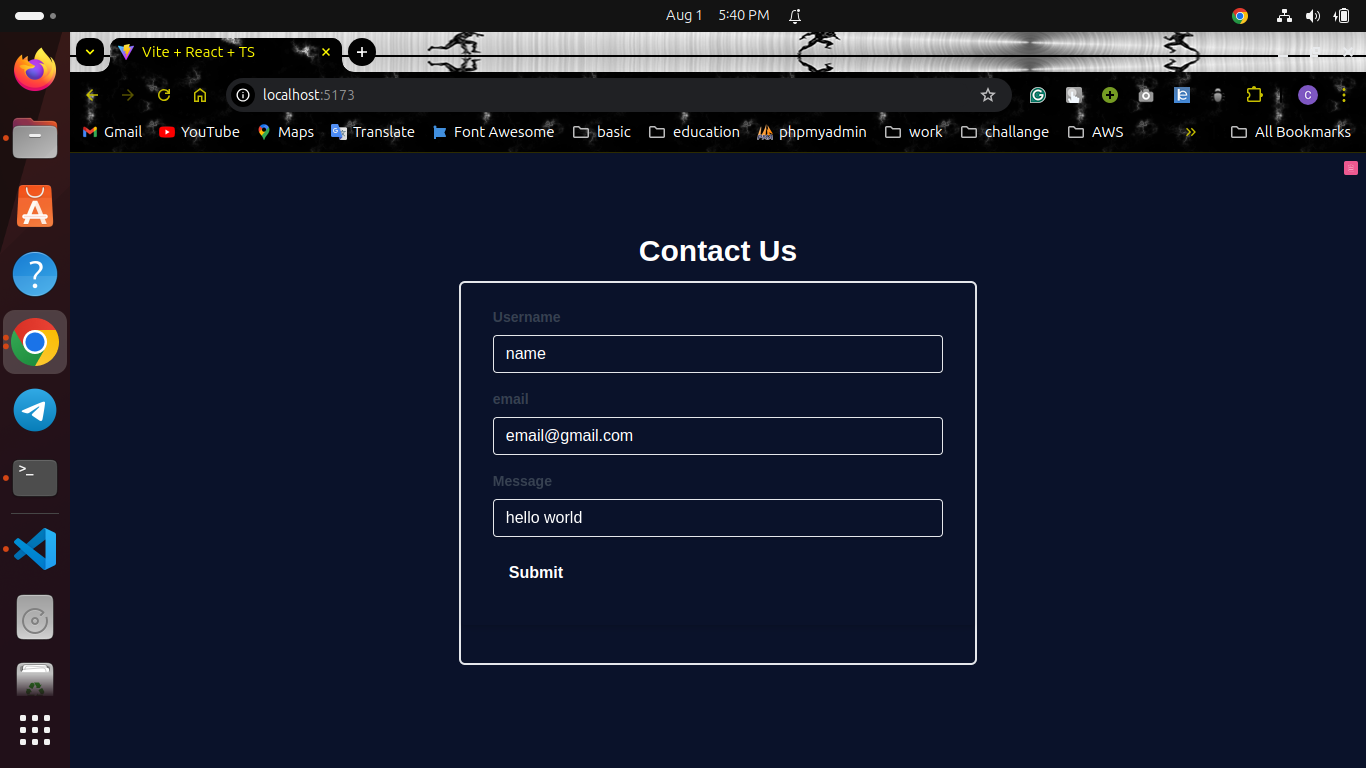 Aug 1 5:40 PM
Vite + React + TS
localhost:5173
C
Gmail YouTube Maps Translate Font Awesome basic education phpmyadmin work challange AWS » All Bookmarks
Contact Us
Username
name
email
email@gmail.com
Message
hello world
Submit